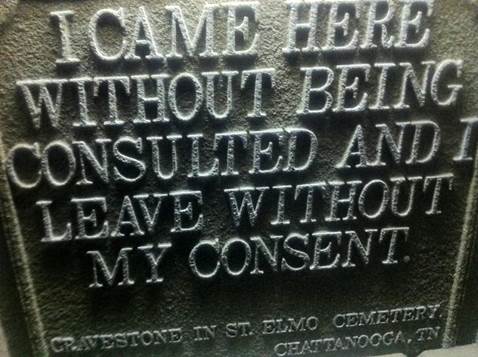 I CAME HERE
WITHOUT BEING
CONSULTED AND I
LEAVE WITHOUT
MY CONSENT.
GRAVESTONE IN ST. ELMO CEMETERY.
CHATTANOOGA, TN